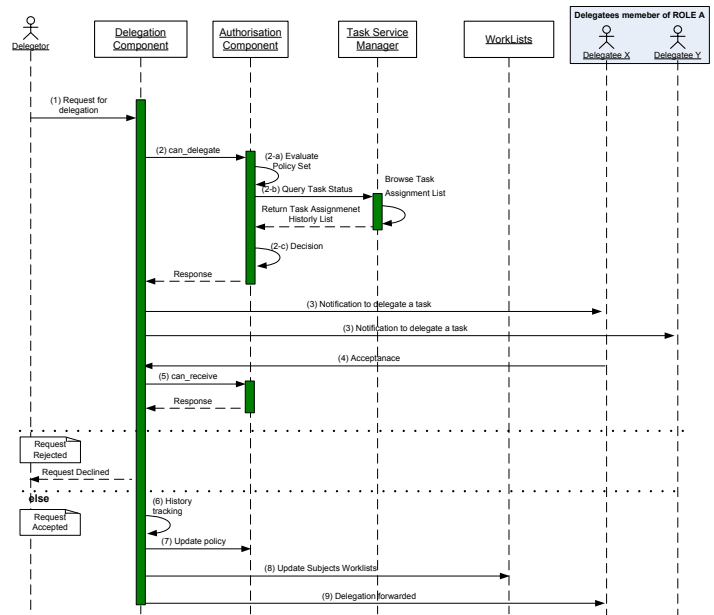 Delegatees memeber of ROLE A
Delegetor
Delegation
Component
Authorisation
Component
Task Service
Manager
WorkLists
Delegatee X
Delegatee Y
(1) Request for
delegation
(2) can_delegate
(2-a) Evaluate
Policy Set
(2-b) Query Task Status
Browse Task
Assignment List
Return Task Assignmenet
Historly List
(2-c) Decision
Response
(3) Notification to delegate a task
(3) Notification to delegate a task
(4) Acceptanace
(5) can_receive
Response
Request
Rejected
Request Declined
else
Request
Accepted
(6) History
tracking
(7) Update policy
(8) Update Subjects Worklists
(9) Delegation forwarded